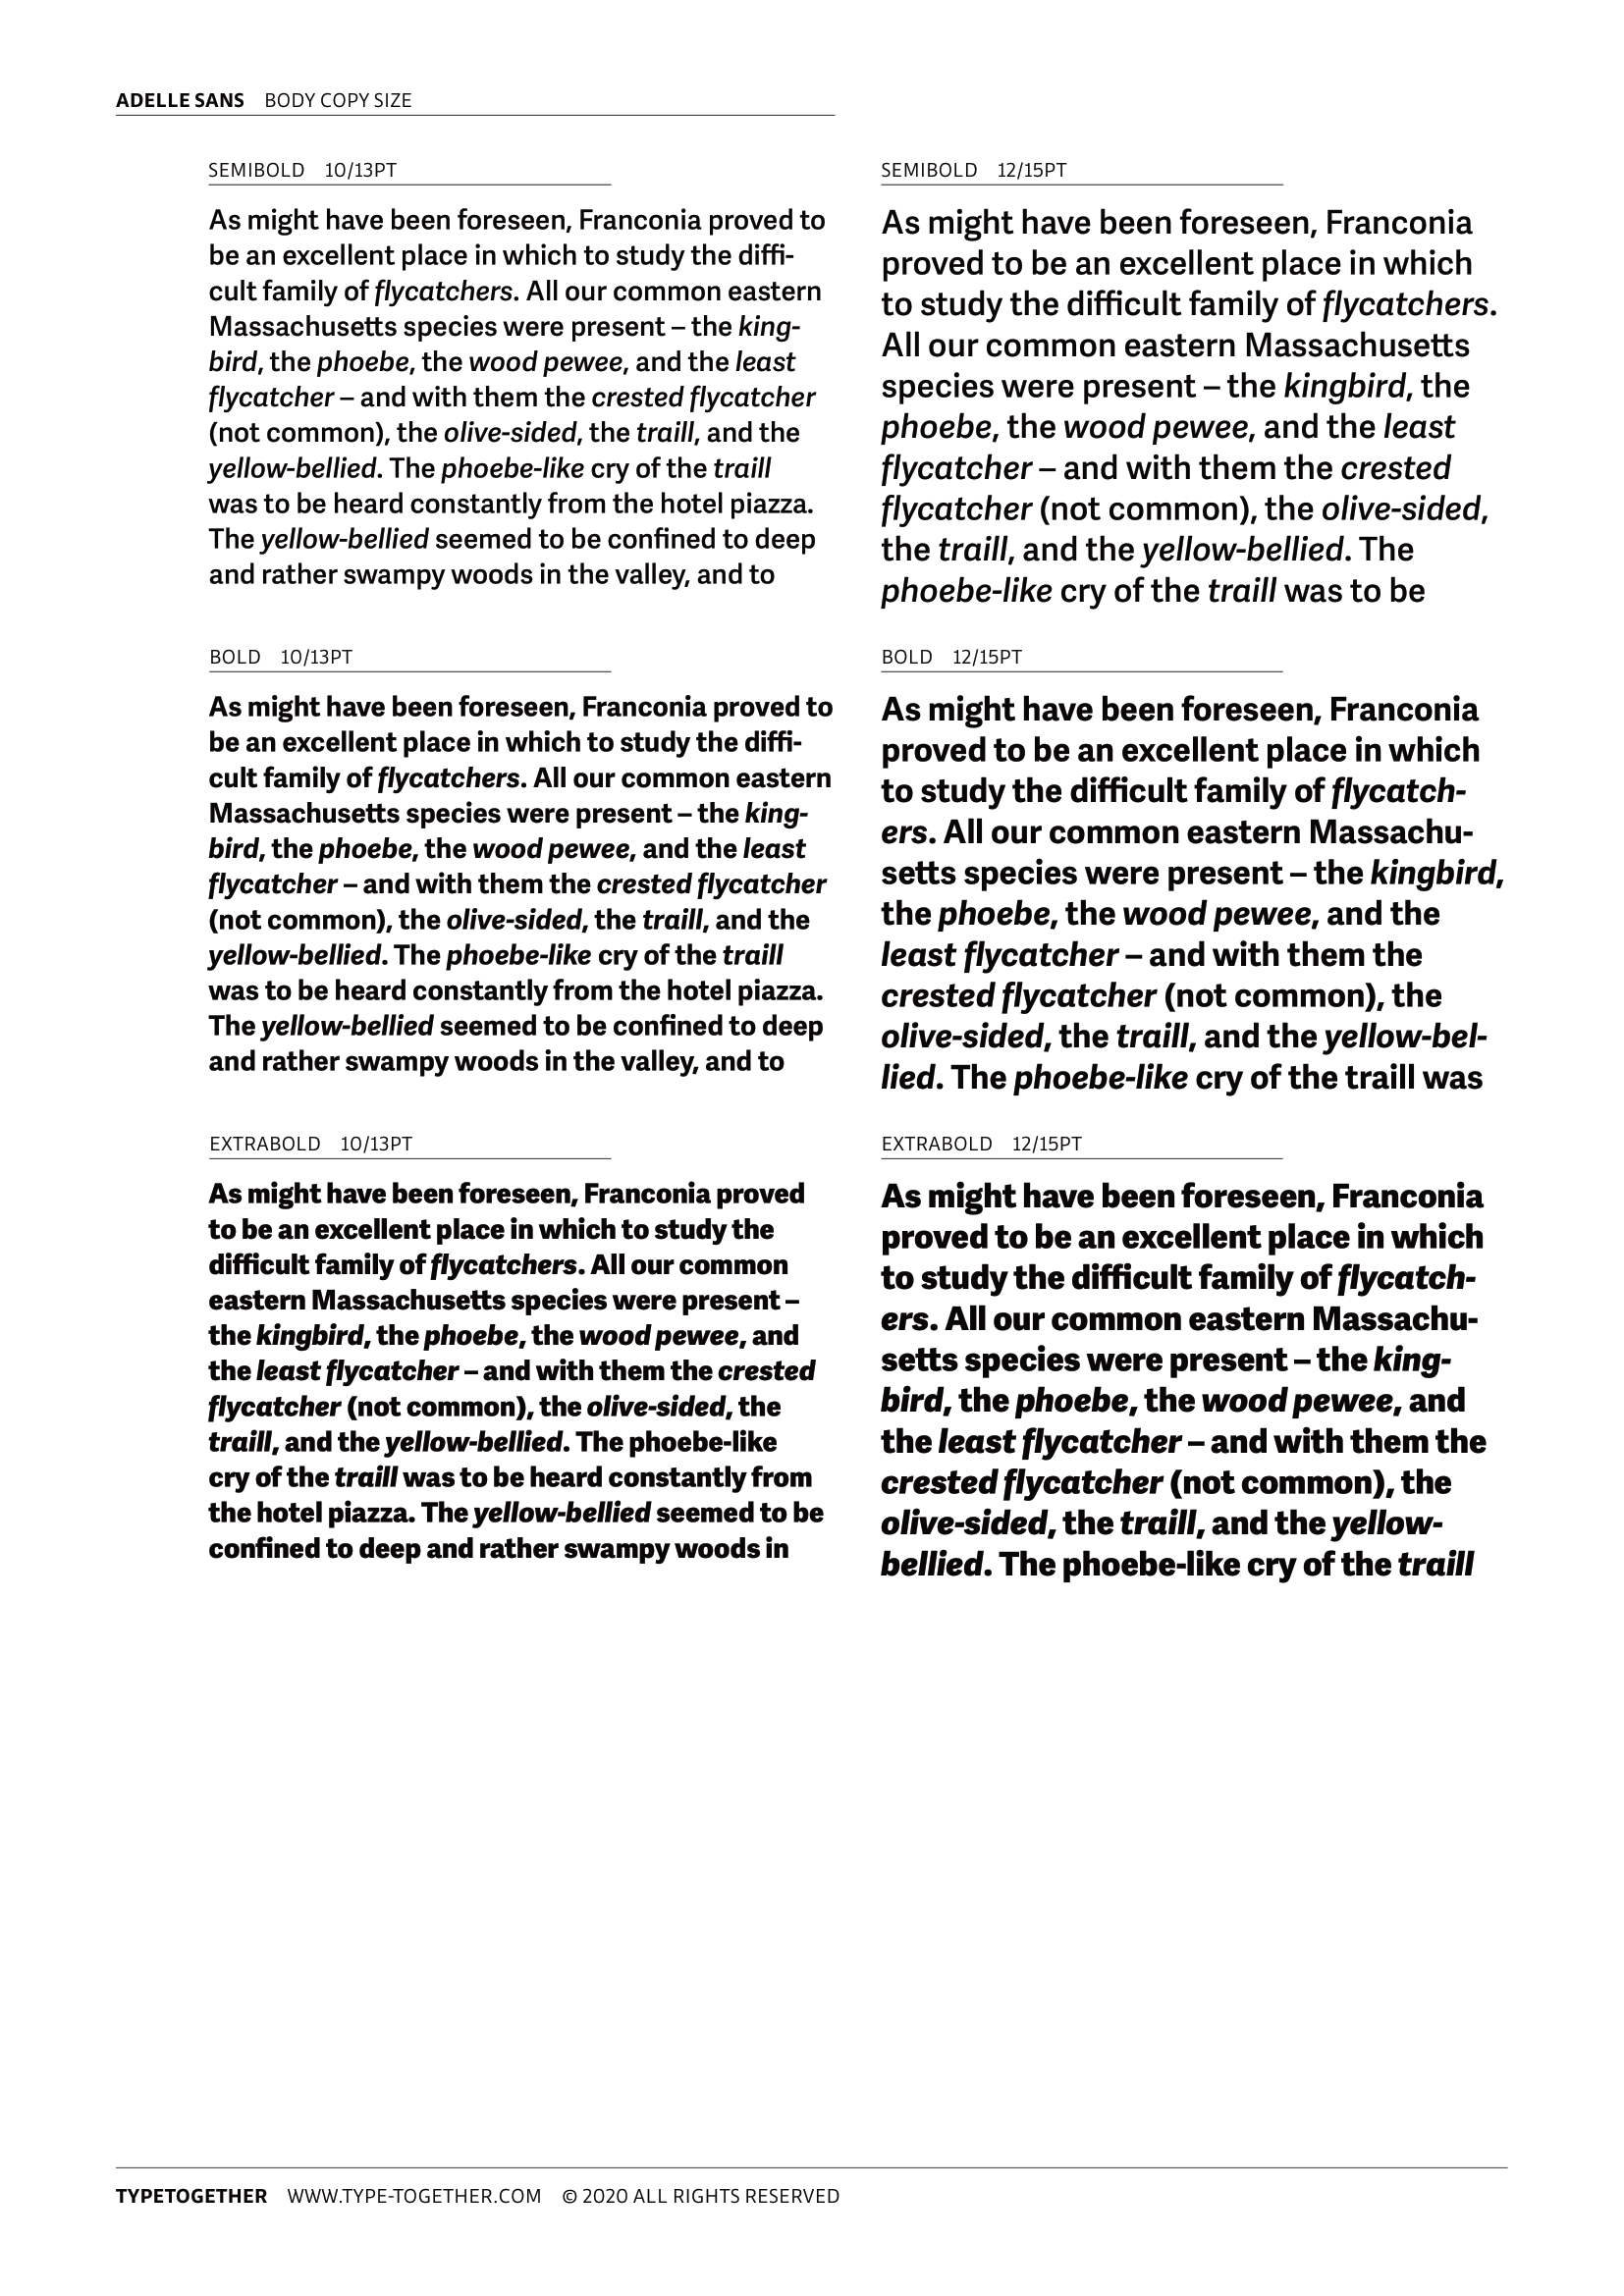 ADELLE SANS BODY COPY SIZE
SEMIBOLD 10/13PT
As might have been foreseen, Franconia proved to
be an excellent place in which to study the diffi-
cult family of flycatchers. All our common eastern
Massachusetts species were present – the king-
bird, the phoebe, the wood pewee, and the least
flycatcher – and with them the crested flycatcher
(not common), the olive-sided, the traill, and the
yellow-bellied. The phoebe-like cry of the traill
was to be heard constantly from the hotel piazza.
The yellow-bellied seemed to be confined to deep
and rather swampy woods in the valley, and to
SEMIBOLD 12/15PT
As might have been foreseen, Franconia
proved to be an excellent place in which
to study the difficult family of flycatchers.
All our common eastern Massachusetts
species were present – the kingbird, the
phoebe, the wood pewee, and the least
flycatcher – and with them the crested
flycatcher (not common), the olive-sided,
the traill, and the yellow-bellied. The
phoebe-like cry of the traill was to be
BOLD 10/13PT
As might have been foreseen, Franconia proved to
be an excellent place in which to study the diffi-
cult family of flycatchers. All our common eastern
Massachusetts species were present – the king-
bird, the phoebe, the wood pewee, and the least
flycatcher – and with them the crested flycatcher
(not common), the olive-sided, the traill, and the
yellow-bellied. The phoebe-like cry of the traill
was to be heard constantly from the hotel piazza.
The yellow-bellied seemed to be confined to deep
and rather swampy woods in the valley, and to
BOLD 12/15PT
As might have been foreseen, Franconia
proved to be an excellent place in which
to study the difficult family of flycatch-
ers. All our common eastern Massachu-
setts species were present – the kingbird,
the phoebe, the wood pewee, and the
least flycatcher – and with them the
crested flycatcher (not common), the
olive-sided, the traill, and the yellow-bel-
lied. The phoebe-like cry of the traill was
EXTRABOLD 10/13PT
As might have been foreseen, Franconia proved
to be an excellent place in which to study the
difficult family of flycatchers. All our common
eastern Massachusetts species were present –
the kingbird, the phoebe, the wood pewee, and
the least flycatcher – and with them the crested
flycatcher (not common), the olive-sided, the
traill, and the yellow-bellied. The phoebe-like
cry of the traill was to be heard constantly from
the hotel piazza. The yellow-bellied seemed to be
confined to deep and rather swampy woods in
EXTRABOLD 12/15PT
As might have been foreseen, Franconia
proved to be an excellent place in which
to study the difficult family of flycatch-
ers. All our common eastern Massachu-
setts species were present – the king-
bird, the phoebe, the wood pewee, and
the least flycatcher – and with them the
crested flycatcher (not common), the
olive-sided, the traill, and the yellow-
bellied. The phoebe-like cry of the traill
TYPETOGETHER WWW.TYPE-TOGETHER.COM © 2020 ALL RIGHTS RESERVED